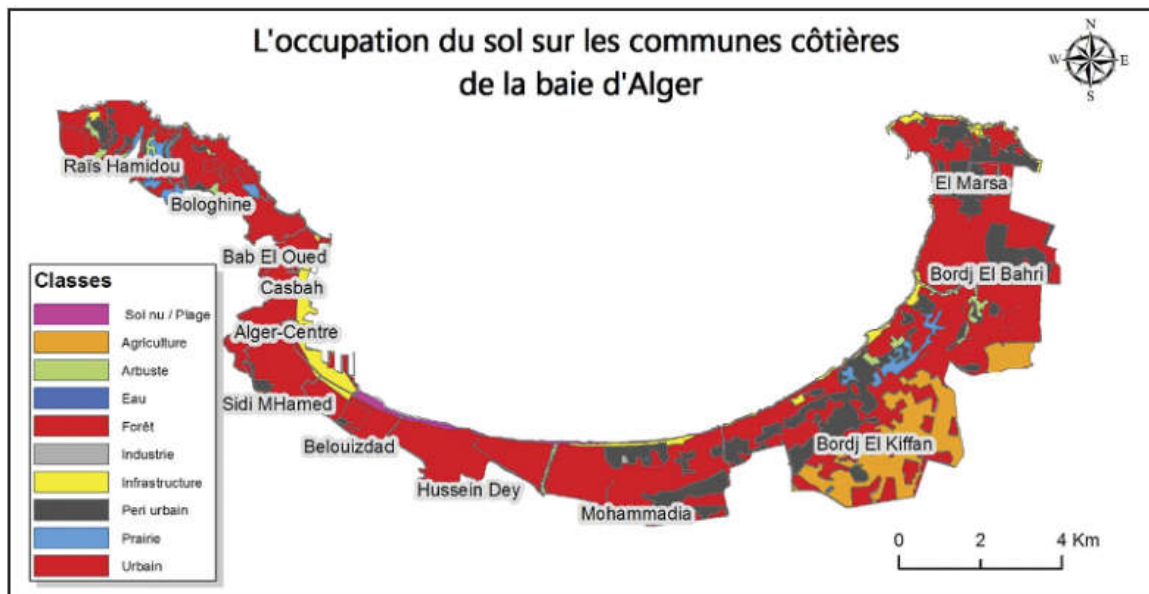 L'occupation du sol sur les communes côtières
de la baie d'Alger
N
W E
S
Raïs Hamidou
Bologhine
Bab El Oued
Casbah
Alger-Centre
Sidi MHamed
Belouizdad
Hussein Dey
Mohammadia
Bordj El Kiffan
Bordj El Bahri
El Marsa
Classes
Sol nu / Plage
Agriculture
Arbuste
Eau
Forêt
Industrie
Infrastructure
Peri urbain
Prairie
Urbain
0 2 4 Km